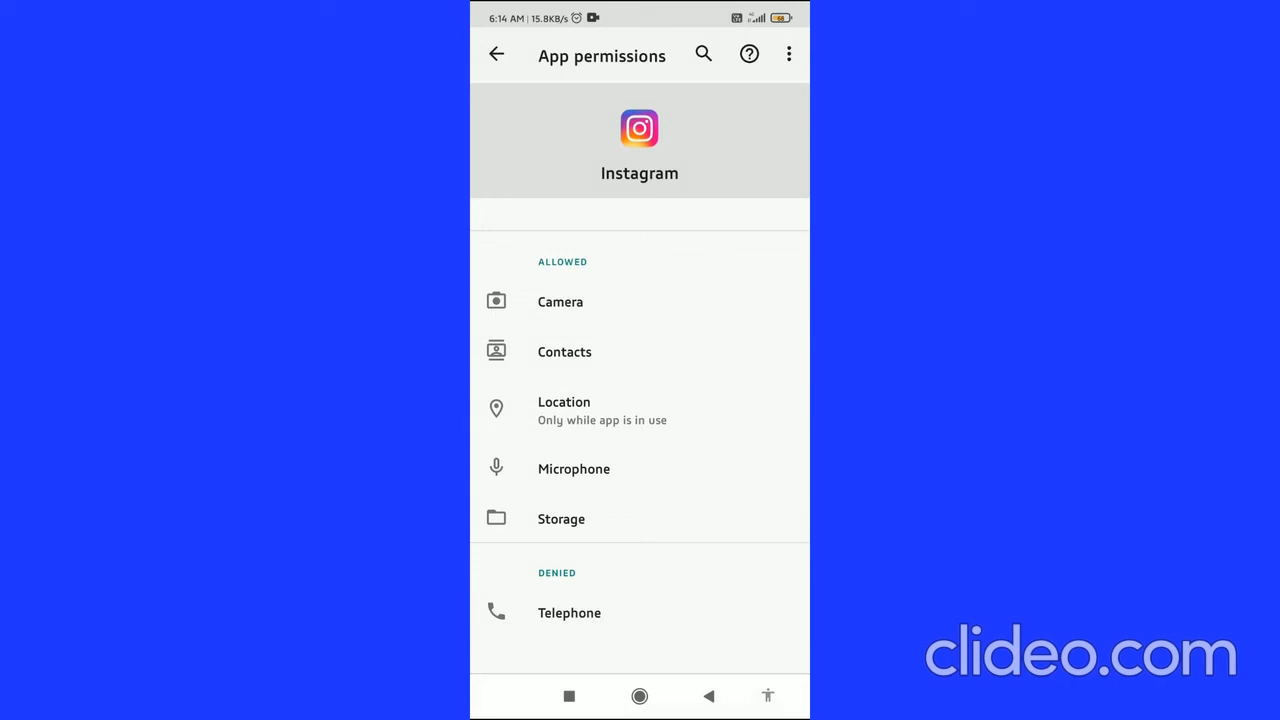 6:14 AM | 15.8KB/s
App permissions
Instagram
ALLOWED
Camera
Contacts
Location
Only while app is in use
Microphone
Storage
DENIED
Telephone
clideo.com